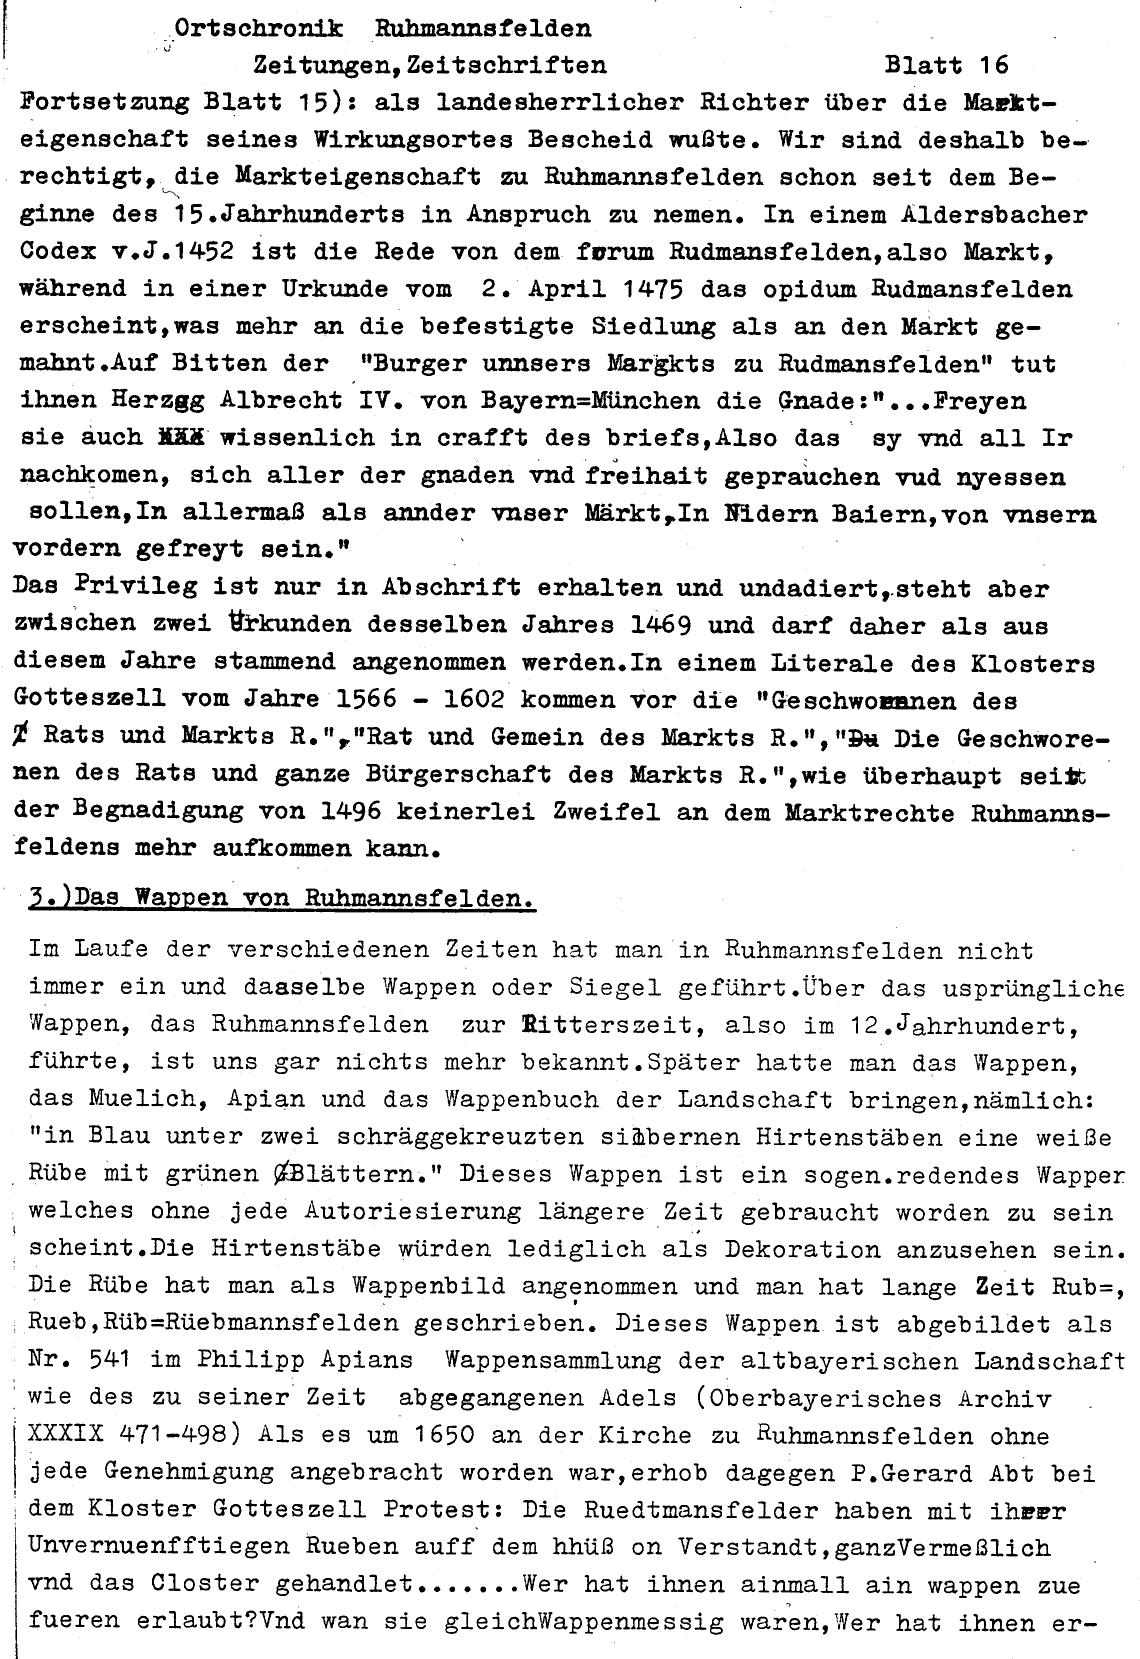 Ortschronik Ruhmannsfelden
Zeitungen,Zeitschriften Blatt 16
Fortsetzung Blatt 15): als landesherrlicher Richter über die Markt-
eigenschaft seines Wirkungsortes Bescheid wußte. Wir sind deshalb be-
rechtigt, die Markteigenschaft zu Ruhmannsfelden schon seit dem Be-
ginne des 15.Jahrhunderts in Anspruch zu nemen. In einem Aldersbacher
Codex v.J.1452 ist die Rede von dem forum Rudmansfelden,also Markt,
während in einer Urkunde vom 2. April 1475 das opidum Rudmansfelden
erscheint,was mehr an die befestigte Siedlung als an den Markt ge-
mahnt.Auf Bitten der "Burger unnsers Margkts zu Rudmansfelden" tut
ihnen Herzog Albrecht IV. von Bayern=München die Gnade:"...Freyen
sie auch XXX wissenlich in crafft des briefs,Also das sy vnd all Ir
nachkomen, sich aller der gnaden vnd freihait geprauchen vud nyessen
sollen,In allermaß als annder vnser Märkt,In Nidern Baiern,von vnsern
vordern gefreyt sein."
Das Privileg ist nur in Abschrift erhalten und undadiert,steht aber
zwischen zwei Urkunden desselben Jahres 1469 und darf daher als aus
diesem Jahre stammend angenommen werden.In einem Literale des Klosters
Gotteszell vom Jahre 1566 - 1602 kommen vor die "Geschwornnen des
Rats und Markts R.","Rat und Gemein des Markts R.","Du Die Geschwore-
nen des Rats und ganze Bürgerschaft des Markts R.",wie überhaupt seit
der Begnadigung von 1496 keinerlei Zweifel an dem Marktrechte Ruhmanns-
feldens mehr aufkommen kann.
3.)Das Wappen von Ruhmannsfelden.
Im Laufe der verschiedenen Zeiten hat man in Ruhmannsfelden nicht
immer ein und dasselbe Wappen oder Siegel geführt.Über das usprüngliche
Wappen, das Ruhmannsfelden zur Ritterszeit, also im 12.Jahrhundert,
führte, ist uns gar nichts mehr bekannt.Später hatte man das Wappen,
das Muelich, Apian und das Wappenbuch der Landschaft bringen,nämlich:
"in Blau unter zwei schräggekreuzten silbernen Hirtenstäben eine weiße
Rübe mit grünen Blättern." Dieses Wappen ist ein sogen.redendes Wappen
welches ohne jede Autoriesierung längere Zeit gebraucht worden zu sein
scheint.Die Hirtenstäbe würden lediglich als Dekoration anzusehen sein.
Die Rübe hat man als Wappenbild angenommen und man hat lange Zeit Rub=,
Rueb,Rüb=Rüebmannsfelden geschrieben. Dieses Wappen ist abgebildet als
Nr. 541 im Philipp Apians Wappensammlung der altbayerischen Landschaft
wie des zu seiner Zeit abgegangenen Adels (Oberbayerisches Archiv
XXXIX 471-498) Als es um 1650 an der Kirche zu Ruhmannsfelden ohne
jede Genehmigung angebracht worden war,erhob dagegen P.Gerard Abt bei
dem Kloster Gotteszell Protest: Die Ruedtmansfelder haben mit ihrer
Unvernuenfftiegen Rueben auff dem hhüß on Verstandt,ganzVermeßlich
vnd das Closter gehandlet.......Wer hat ihnen ainmall ain wappen zue
fueren erlaubt?Vnd wan sie gleichWappenmessig waren,Wer hat ihnen er-